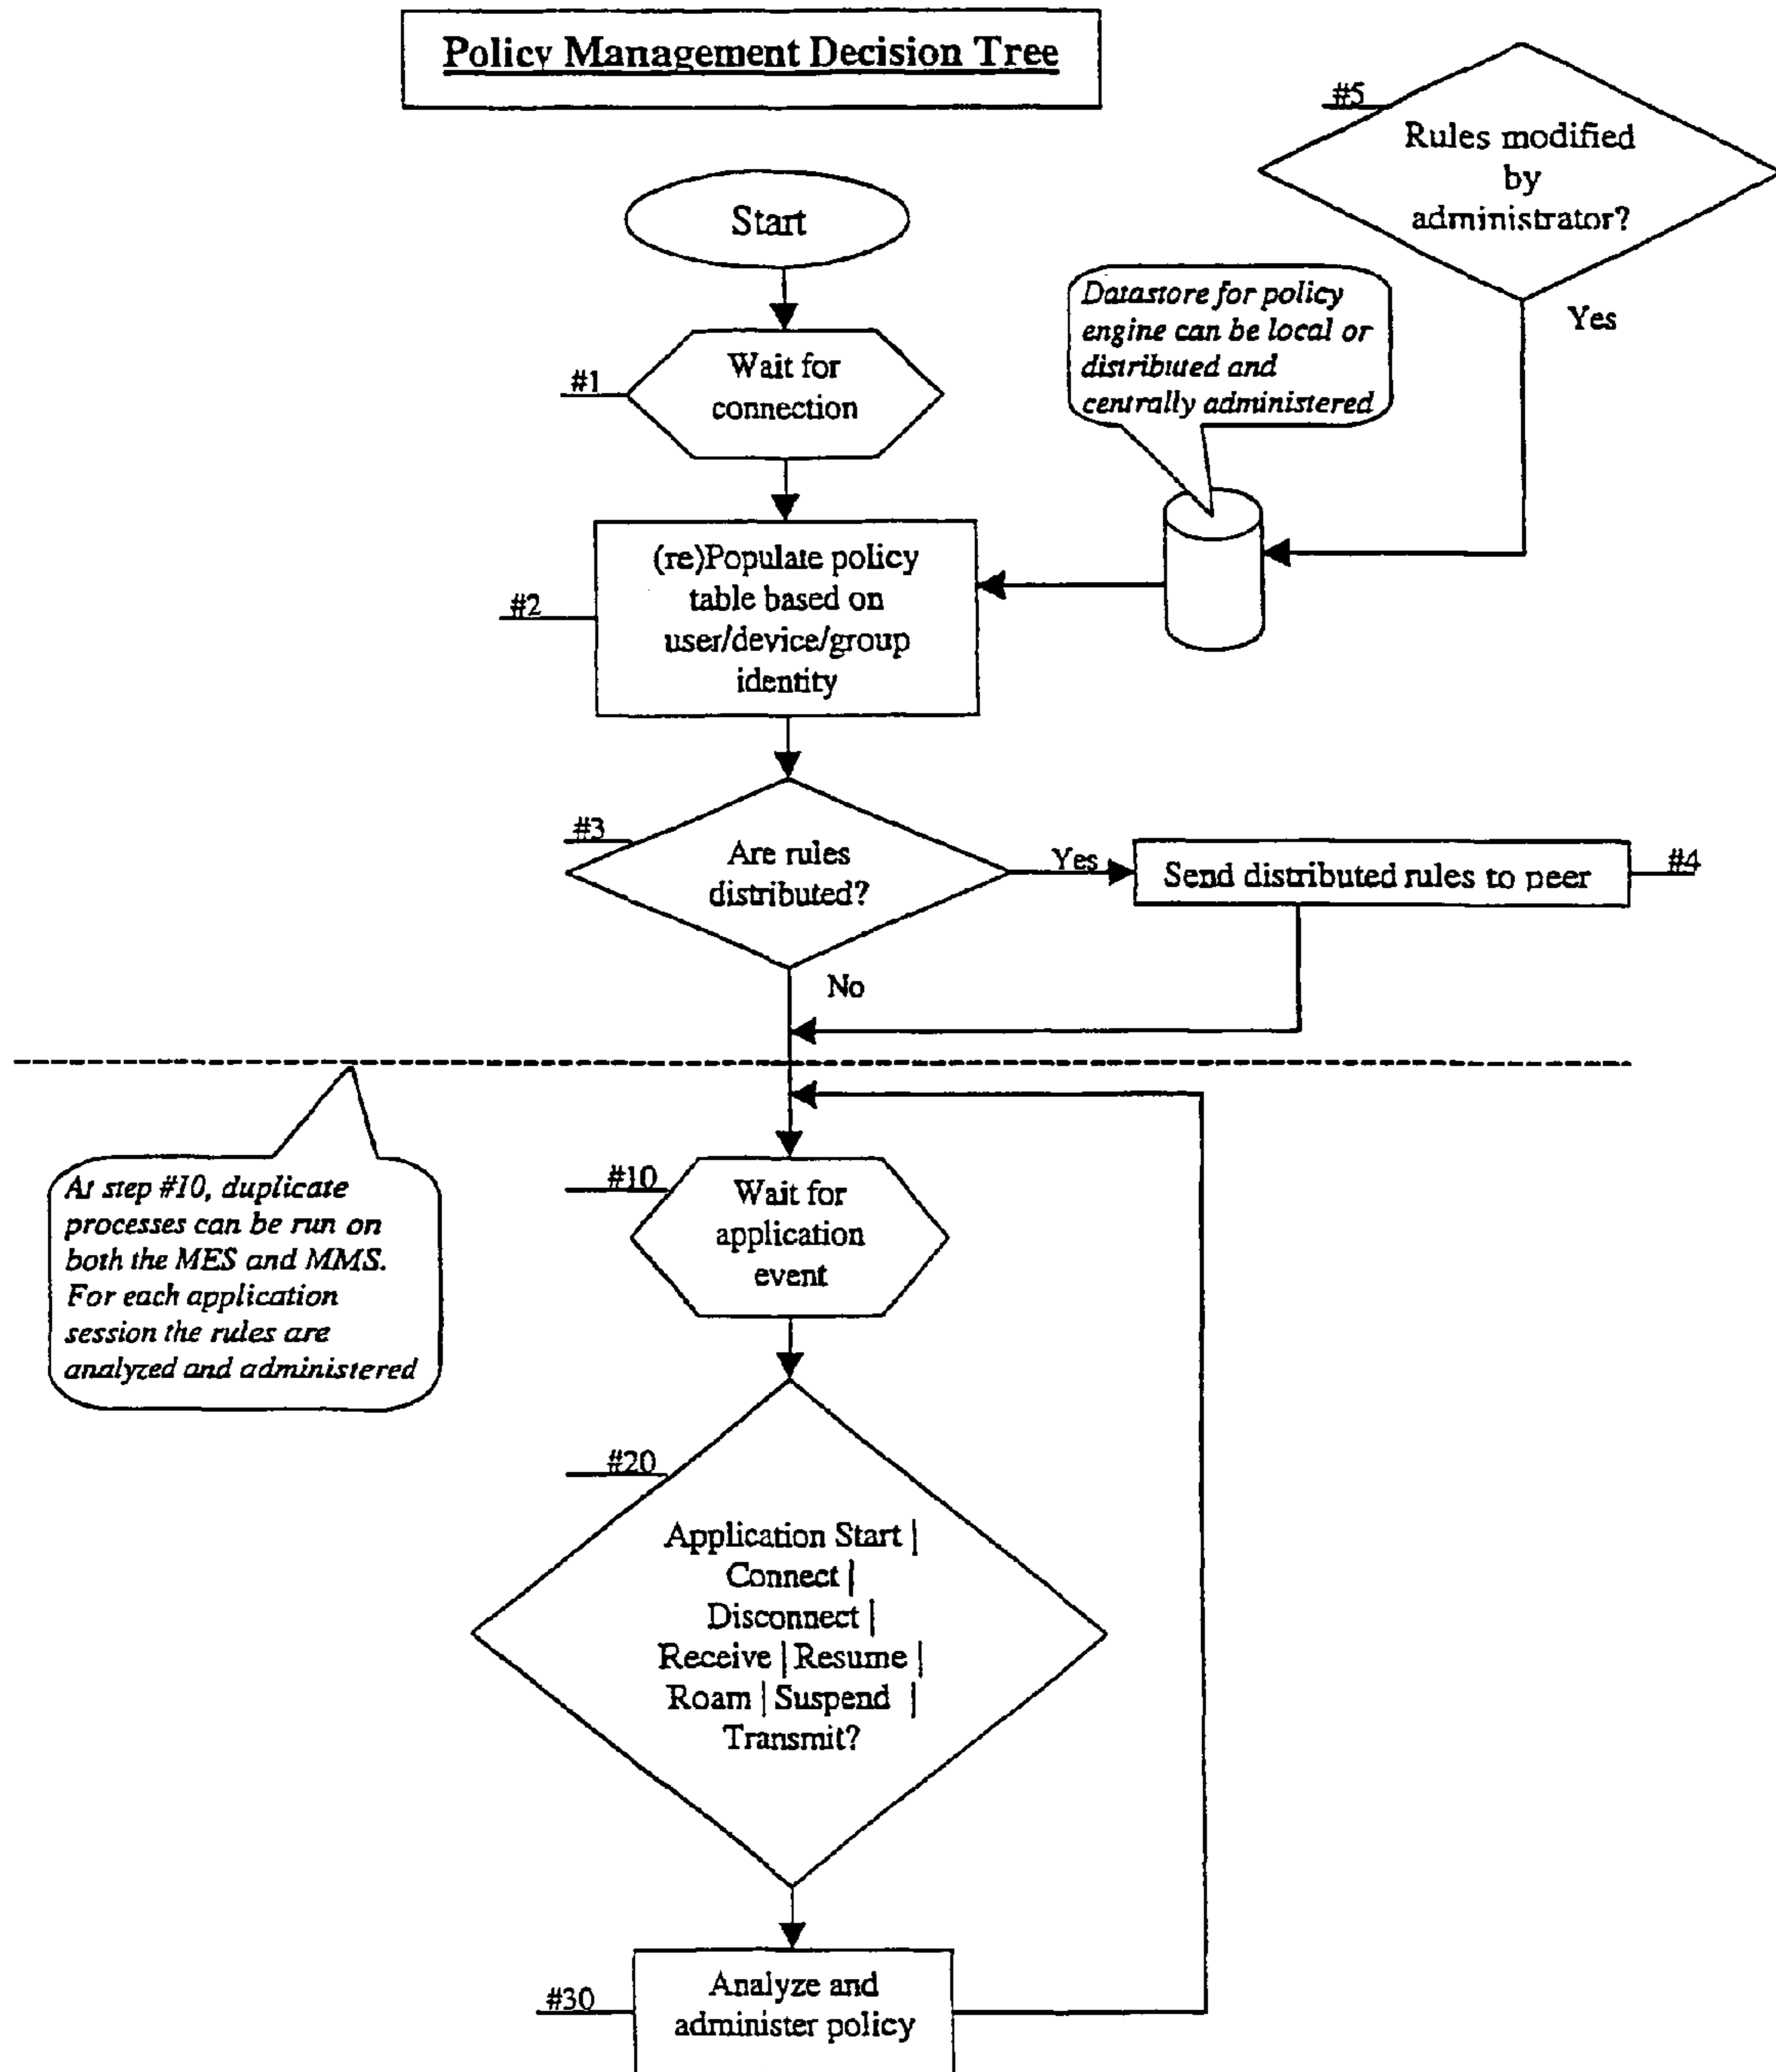 Policy Management Decision Tree
#5
Rules modified
by
administrator?
Yes
Start
Datastore for policy
engine can be local or
distributed and
centrally administered
#1
Wait for
connection
#2
(re)Populate policy
table based on
user/device/group
identity
#3
Are rules
distributed?
Yes
Send distributed rules to peer
#4
No
At step #10, duplicate
processes can be run on
both the MES and MMS.
For each application
session the rules are
analyzed and administered
#10
Wait for
application
event
#20
Application Start |
Connect |
Disconnect |
Receive | Resume |
Roam | Suspend |
Transmit?
#30
Analyze and
administer policy